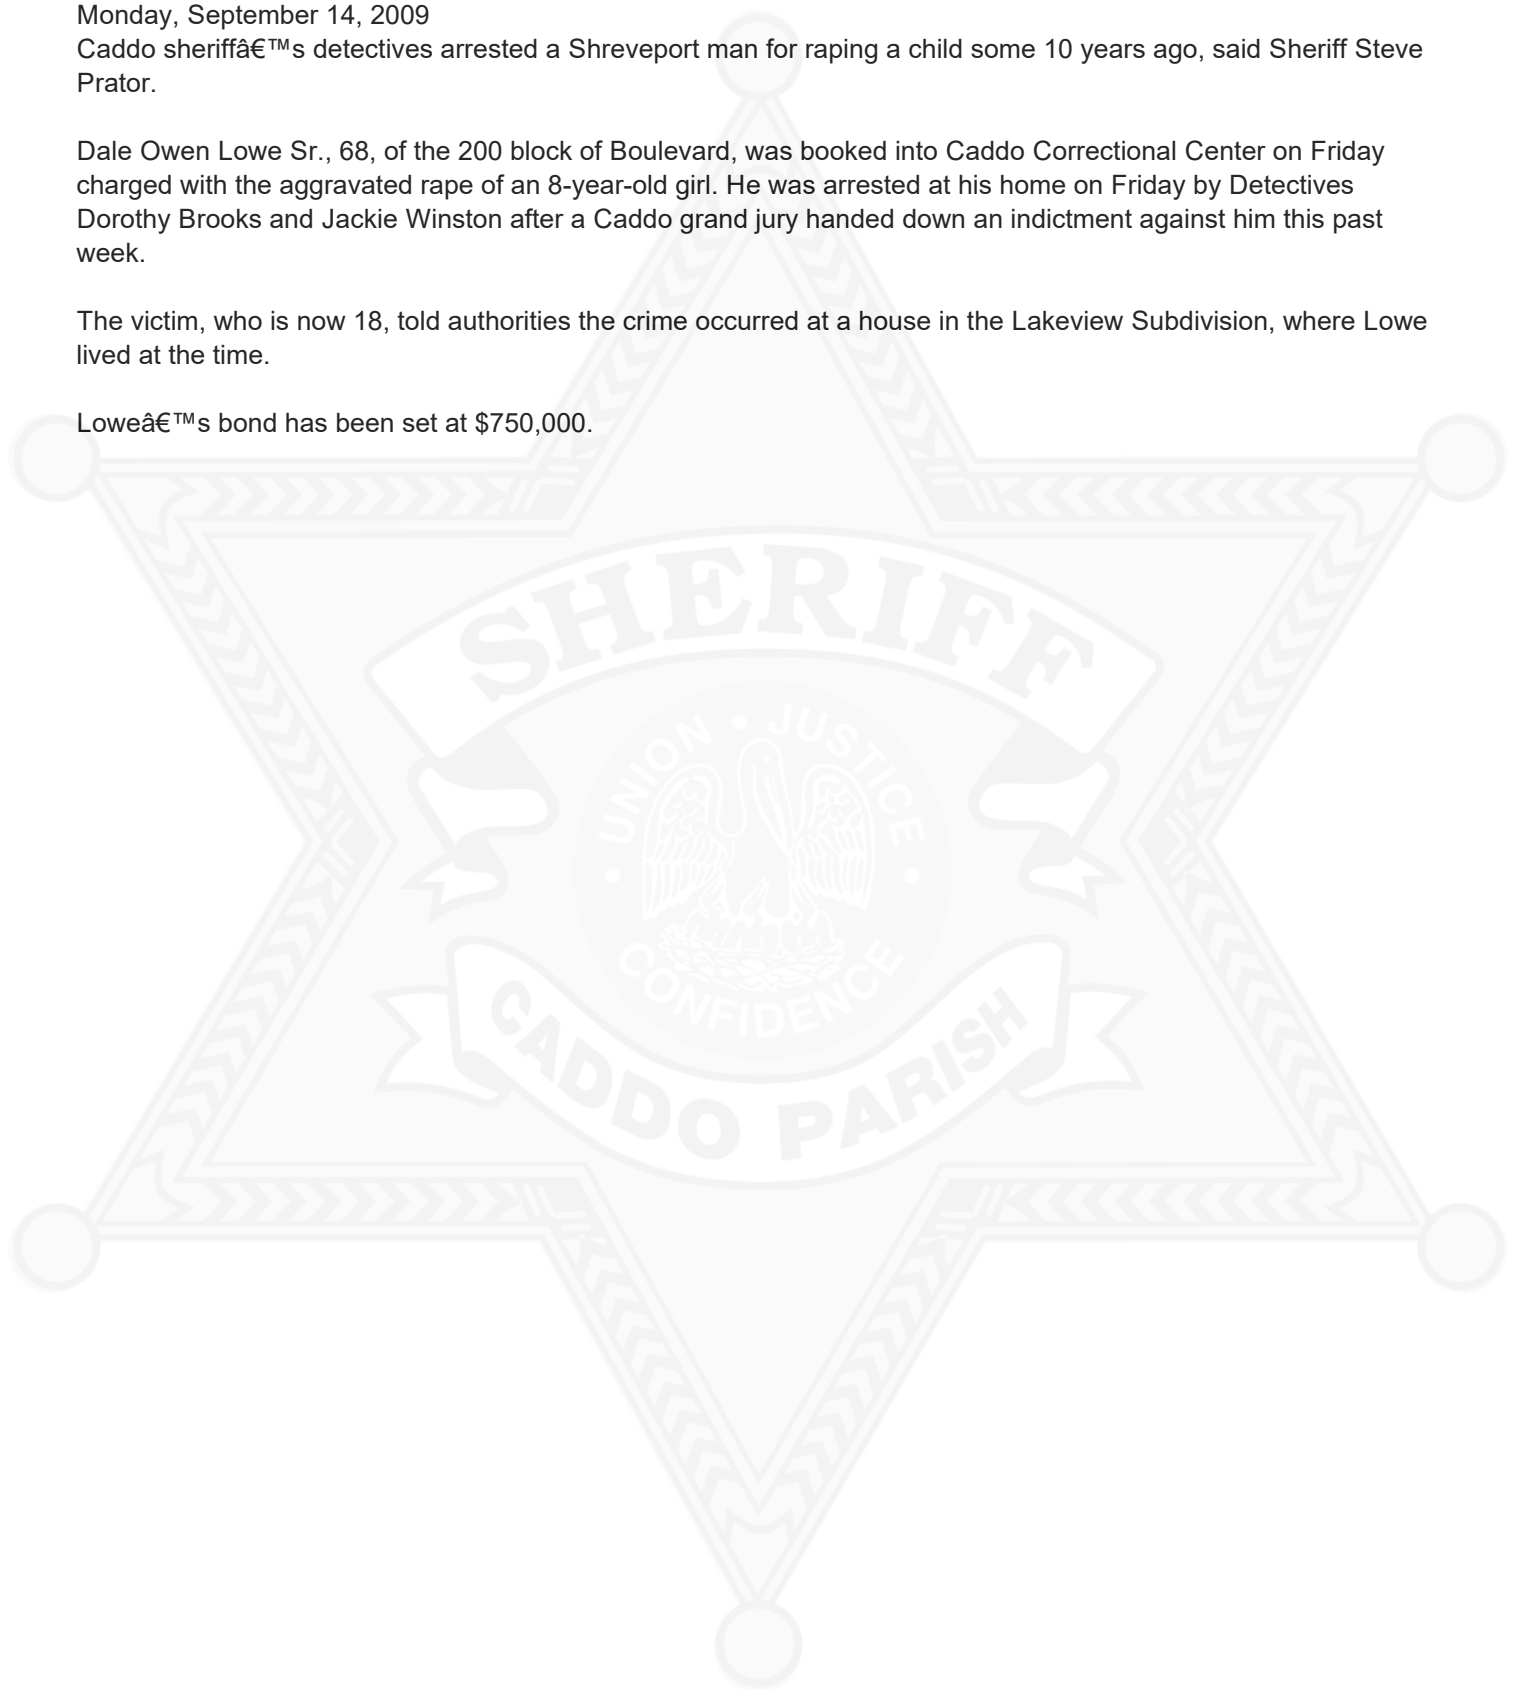 Monday, September 14, 2009
Caddo sheriffâ€™s detectives arrested a Shreveport man for raping a child some 10 years ago, said Sheriff Steve
Prator.
Dale Owen Lowe Sr., 68, of the 200 block of Boulevard, was booked into Caddo Correctional Center on Friday
charged with the aggravated rape of an 8-year-old girl. He was arrested at his home on Friday by Detectives
Dorothy Brooks and Jackie Winston after a Caddo grand jury handed down an indictment against him this past
week.
The victim, who is now 18, told authorities the crime occurred at a house in the Lakeview Subdivision, where Lowe
lived at the time.
Loweâ€™s bond has been set at $750,000.
SHERIFF
UNION • JUSTICE
• CONFIDENCE •
CADDO PARISH